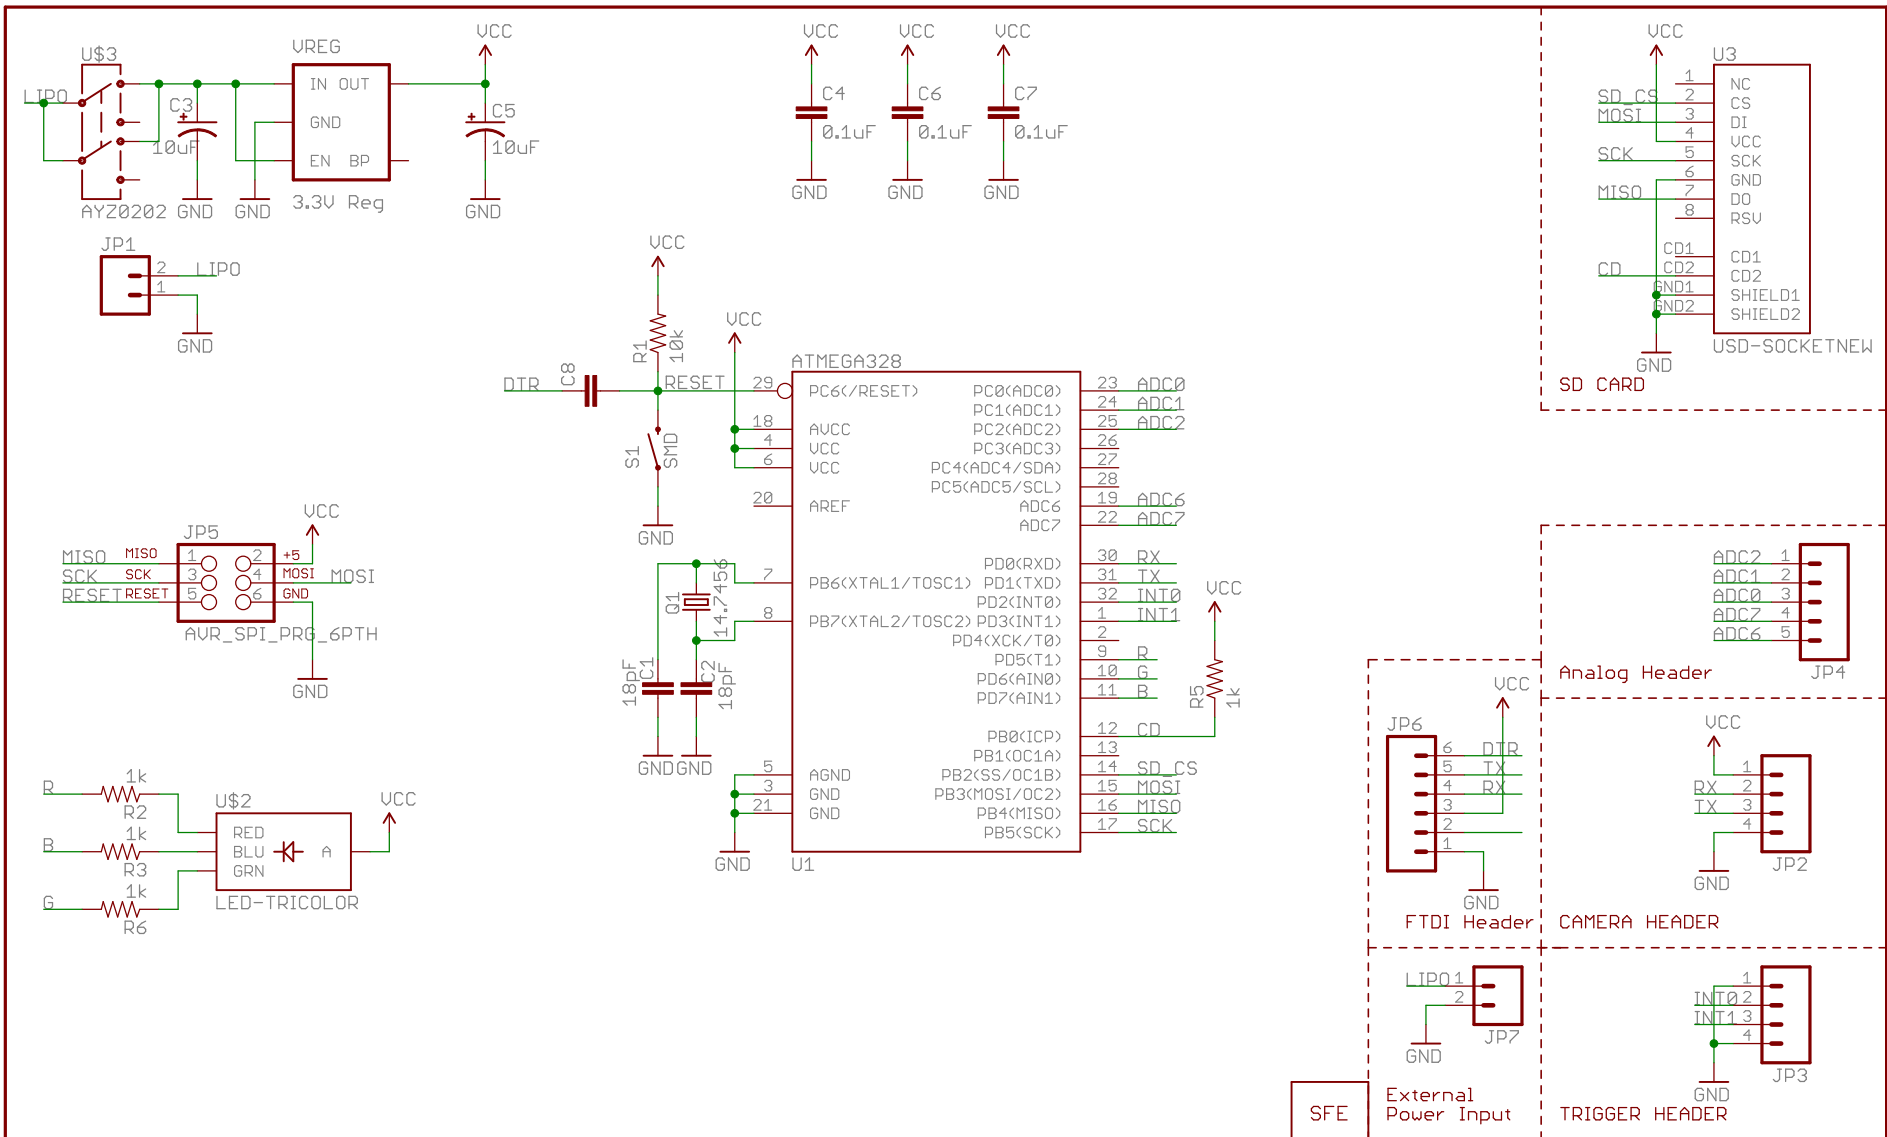 U$3
LIPO
AYZ0202
C3
10uF
GND
GND
VREG
IN OUT
GND
EN BP
3.3V Reg
VCC
C5
10uF
GND
VCC
C4
0.1uF
GND
VCC
C6
0.1uF
GND
VCC
C7
0.1uF
GND
JP1
2 LIPO
1
GND
VCC
R1
10k
DTR
C8
RESET
S1
SMD
GND
VCC
ATMEGA328
29 PC6(/RESET)
18 AVCC
4 VCC
6 VCC
20 AREF
7 PB6(XTAL1/TOSC1)
8 PB7(XTAL2/TOSC2)
5 AGND
3 GND
21 GND
GND
U1
PC0(ADC0) 23 ADC0
PC1(ADC1) 24 ADC1
PC2(ADC2) 25 ADC2
PC3(ADC3) 26
PC4(ADC4/SDA) 27
PC5(ADC5/SCL) 28
ADC6 19 ADC6
ADC7 22 ADC7
PD0(RXD) 30 RX
PD1(TXD) 31 TX
PD2(INT0) 32 INT0
PD3(INT1) 1 INT1
PD4(XCK/T0) 2
PD5(T1) 9 R
PD6(AIN0) 10 G
PD7(AIN1) 11 B
PB0(ICP) 12 CD
PB1(OC1A) 13
PB2(SS/OC1B) 14 SD_CS
PB3(MOSI/OC2) 15 MOSI
PB4(MISO) 16 MISO
PB5(SCK) 17 SCK
VCC
R5
1k
Q1
14.7456
C1
18pF
C2
18pF
GND
GND
JP5
VCC
MISO MISO 1 2 +5
SCK SCK 3 4 MOSI MOSI
RESET RESET 5 6 GND
AVR_SPI_PRG_6PTH
GND
R
1k
R2
B
1k
R3
G
1k
R6
U$2
RED
BLU A
GRN
LED-TRICOLOR
VCC
VCC
U3
1 NC
SD_CS 2 CS
MOSI 3 DI
4 VCC
SCK 5 SCK
6 GND
MISO 7 DO
8 RSV
CD1 CD1
CD CD2 CD2
GND1 SHIELD1
GND2 SHIELD2
USD-SOCKETNEW
GND
SD CARD
ADC2 1
ADC1 2
ADC0 3
ADC7 4
ADC6 5
JP4
Analog Header
VCC
JP6
6 DTR
5 TX
4 RX
3
2
1
GND
FTDI Header
VCC
1
RX 2
TX 3
4
JP2
GND
CAMERA HEADER
LIPO 1
2
JP7
GND
External
Power Input
1
INT0 2
INT1 3
4
JP3
GND
TRIGGER HEADER
SFE